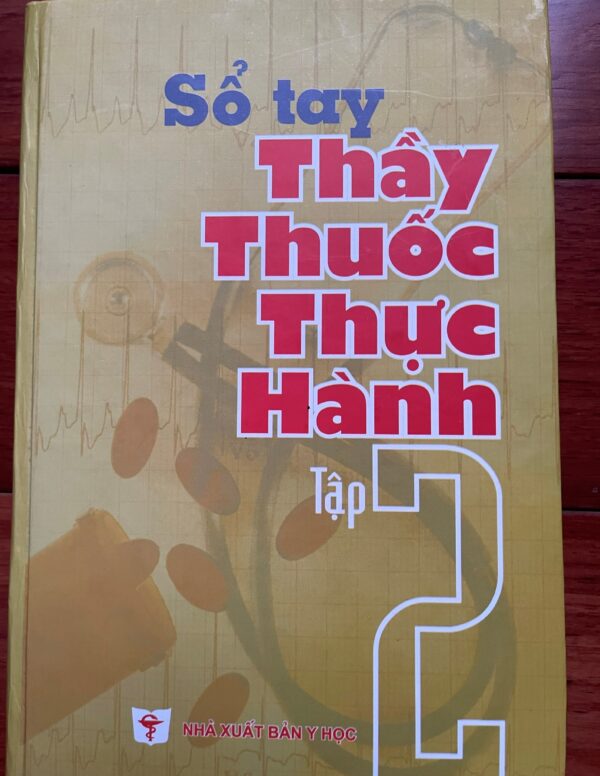 Sổ tay
Thầy
Thuốc
Thực
Hành
Tập 2
NHÀ XUẤT BẢN Y HỌC